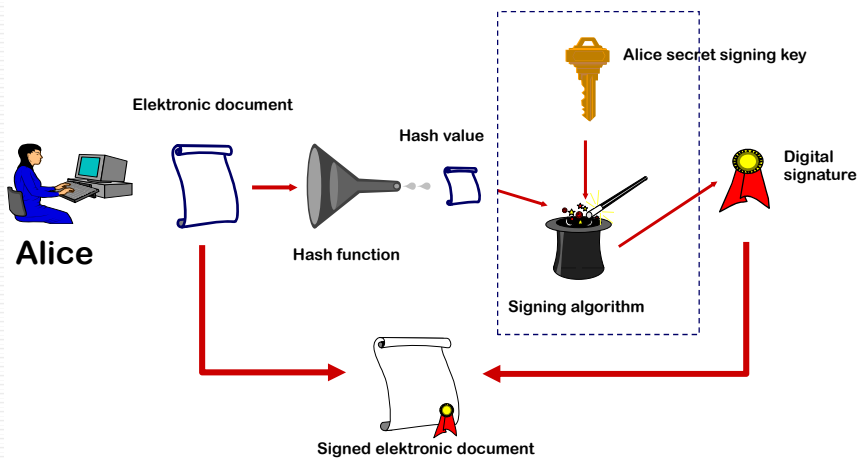 Alice secret signing key
Elektronic document
Hash value
Digital
signature
Alice
Hash function
Signing algorithm
Signed elektronic document